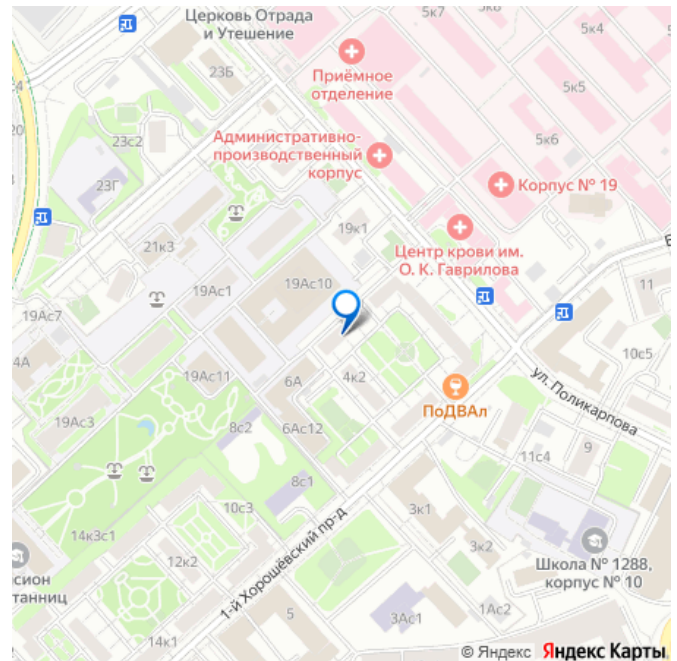 Церковь Отрада
и Утешение
5к7
5к4
23Б
Приёмное
отделение
5к5
20
23с2
Административно-
производственный
корпус
5к6
23Г
Корпус № 19
19к1
21к3
Центр крови им.
О. К. Гаврилова
19Ас10
19Ас1
11
19Ас7
10с5
4А
6А
4к2
19Ас11
ул. Поликарпова
ПоДВАл
19Ас3
8с2
6Ас12
11с4
9
8с1
10с3
3к1
14к3с1
3к2
12к2
Школа № 1288,
корпус № 10
сион
танниц
1-й Хорошёвский пр-д
5
3Ас1
1Ас2
14к1
© Яндекс Яндекс Карты